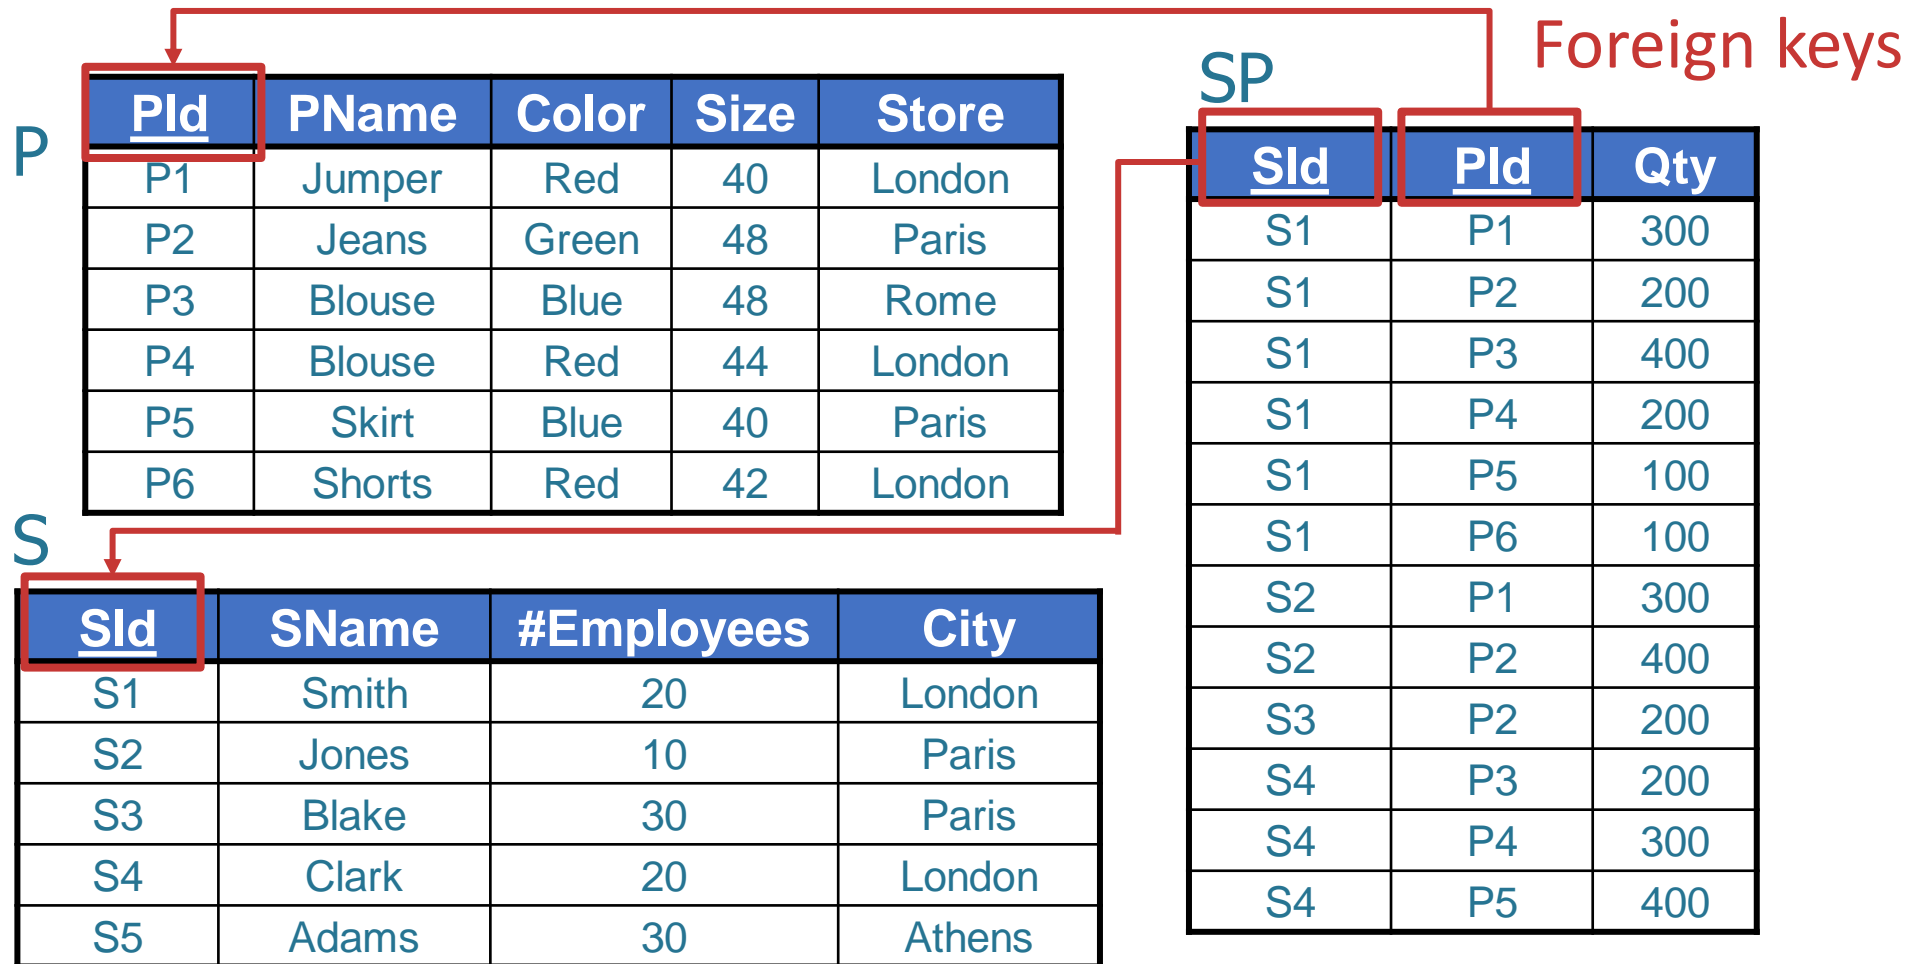 Foreign keys
P
PId PName Color Size Store
P1 Jumper Red 40 London
P2 Jeans Green 48 Paris
P3 Blouse Blue 48 Rome
P4 Blouse Red 44 London
P5 Skirt Blue 40 Paris
P6 Shorts Red 42 London
S
SId SName #Employees City
S1 Smith 20 London
S2 Jones 10 Paris
S3 Blake 30 Paris
S4 Clark 20 London
S5 Adams 30 Athens
SP
SId PId Qty
S1 P1 300
S1 P2 200
S1 P3 400
S1 P4 200
S1 P5 100
S1 P6 100
S2 P1 300
S2 P2 400
S3 P2 200
S4 P3 200
S4 P4 300
S4 P5 400